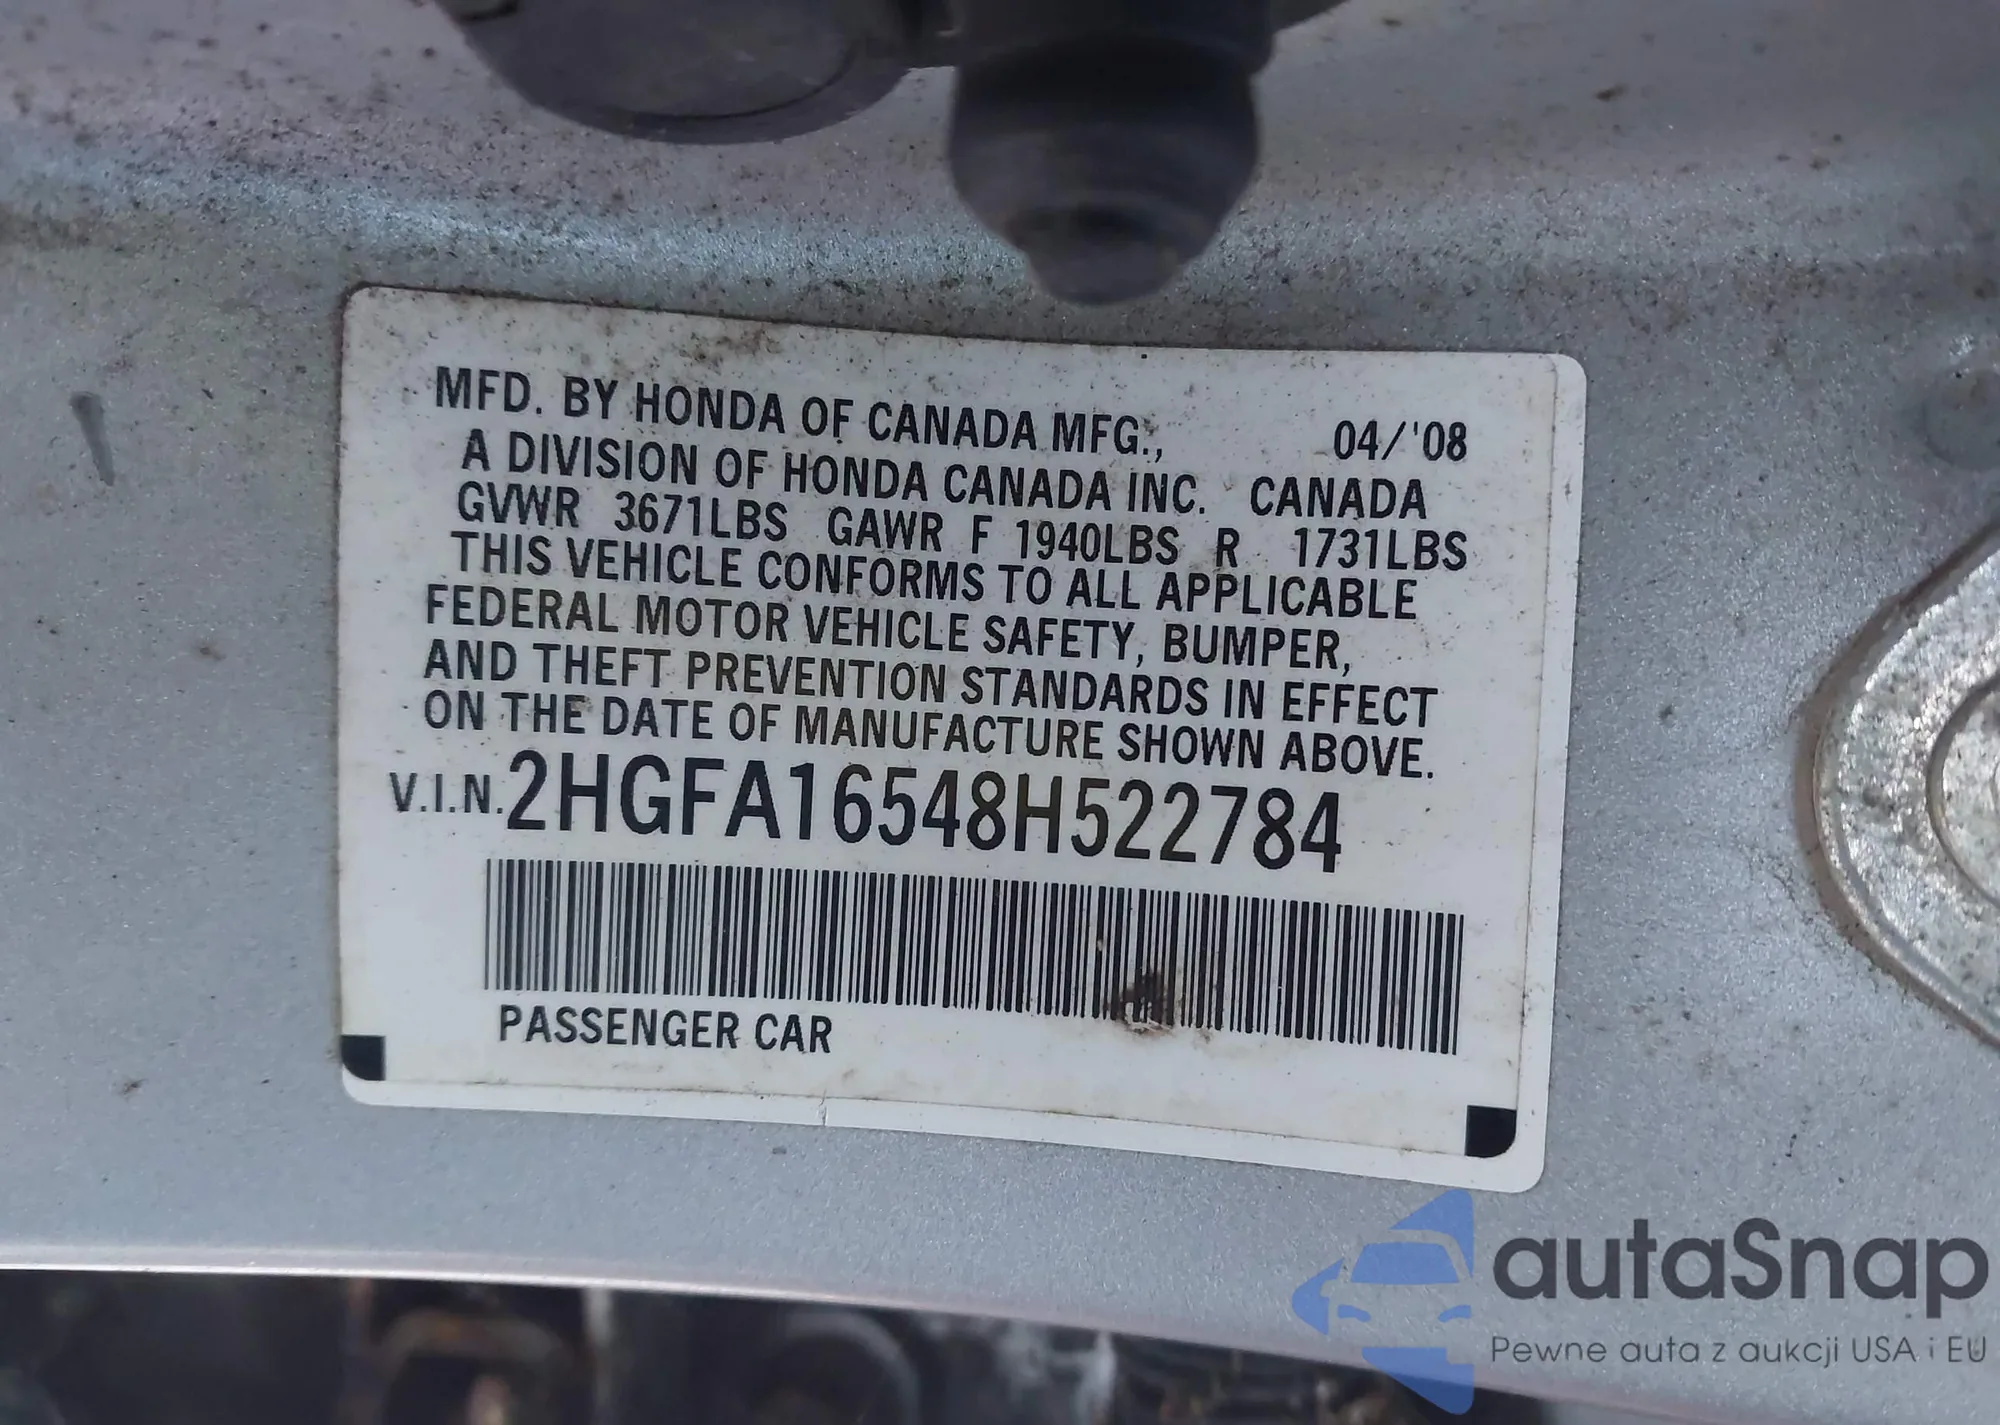 MFD. BY HONDA OF CANADA MFG., 04/'08
A DIVISION OF HONDA CANADA INC. CANADA
GVWR 3671LBS GAWR F 1940LBS R 1731LBS
THIS VEHICLE CONFORMS TO ALL APPLICABLE
FEDERAL MOTOR VEHICLE SAFETY, BUMPER,
AND THEFT PREVENTION STANDARDS IN EFFECT
ON THE DATE OF MANUFACTURE SHOWN ABOVE.
V.I.N. 2HGFA16548H522784
PASSENGER CAR
autaSnap
Pewne auta z aukcji USA i EU